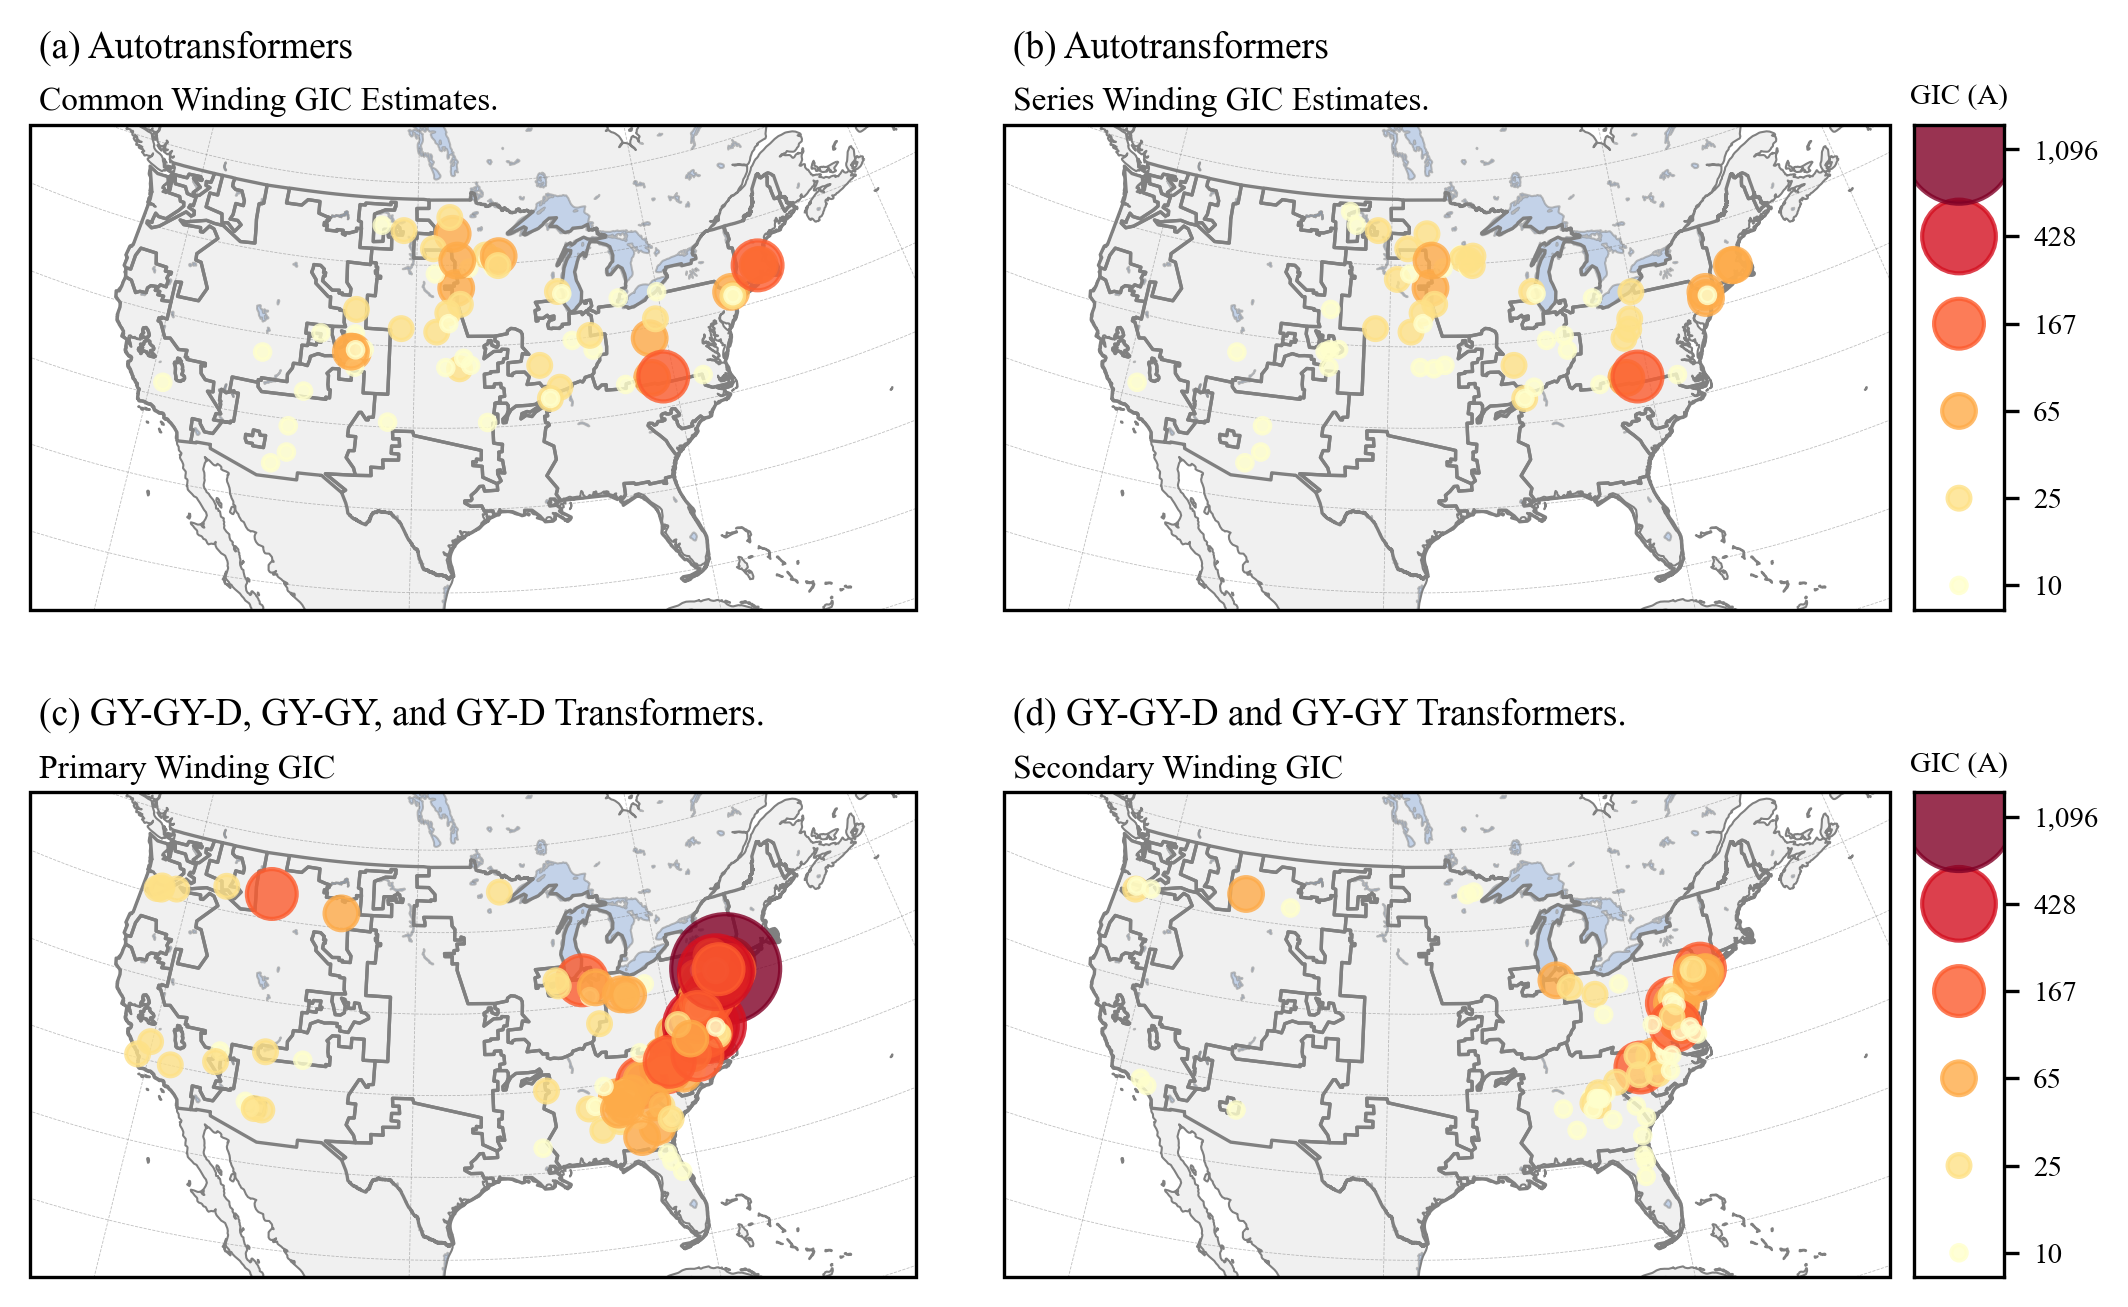 (a) Autotransformers
Common Winding GIC Estimates.
(b) Autotransformers
Series Winding GIC Estimates.
GIC (A)
1,096
428
167
65
25
10
(c) GY-GY-D, GY-GY, and GY-D Transformers.
Primary Winding GIC
(d) GY-GY-D and GY-GY Transformers.
Secondary Winding GIC
GIC (A)
1,096
428
167
65
25
10